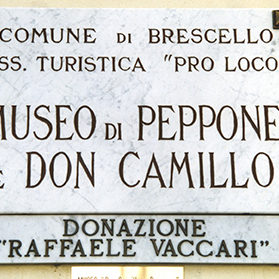 COMUNE DI BRESCELLO
SS. TURISTICA "PRO LOCO
MUSEO DI PEPPONE
E DON CAMILLO
DONAZIONE
"RAFFAELE VACCARI"